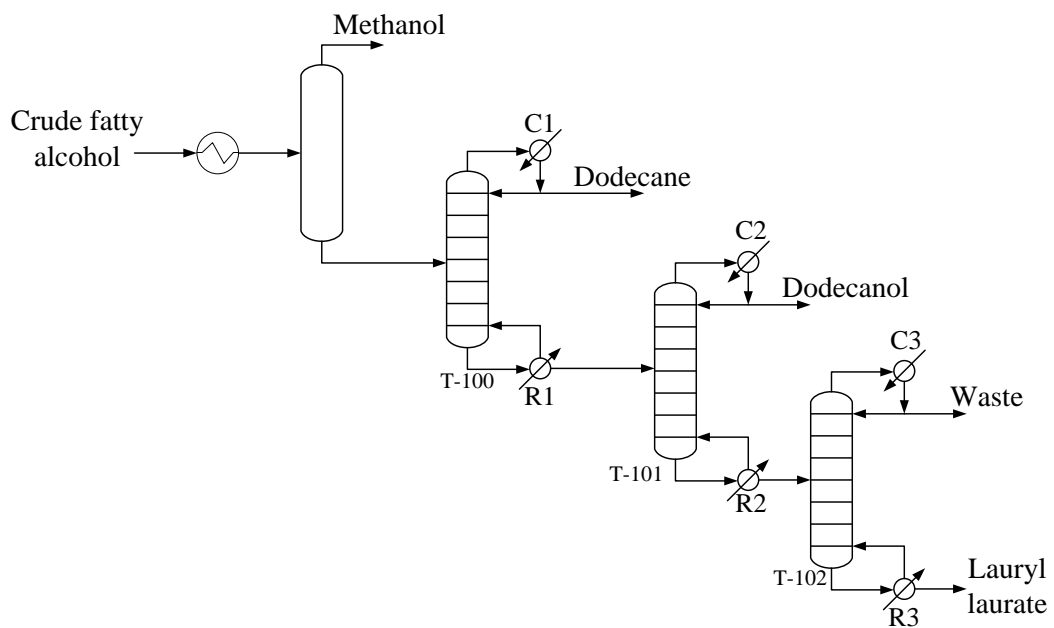 Methanol
Crude fatty
alcohol
C1
Dodecane
C2
Dodecanol
C3
T-100
R1
Waste
T-101
R2
T-102
Lauryl
laurate
R3